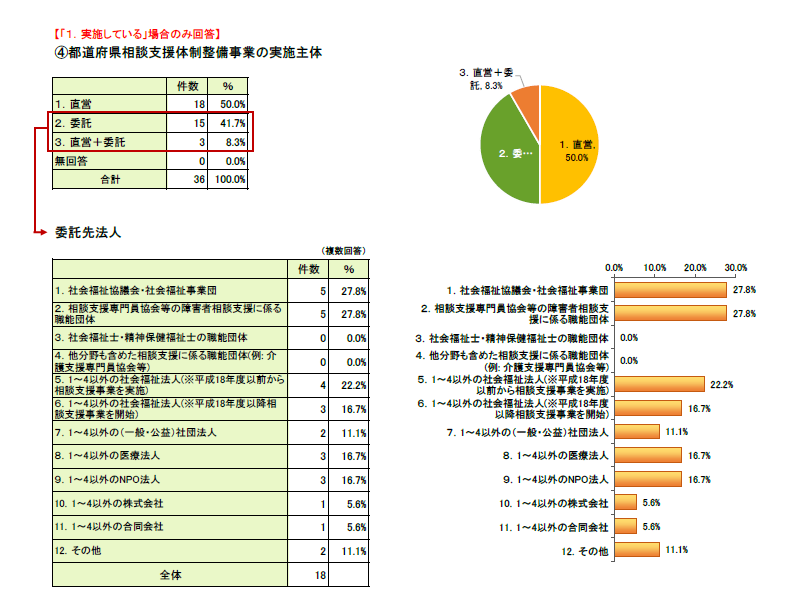 【「１．実施している」場合のみ回答】
④都道府県相談支援体制整備事業の実施主体
件数 %
1. 直営 18 50.0%
2. 委託 15 41.7%
3. 直営＋委託 3 8.3%
無回答 0 0.0%
合計 36 100.0%
3. 直営＋委
託, 8.3%
2. 委…
1. 直営,
50.0%
委託先法人
（複数回答）
件数 %
1. 社会福祉協議会・社会福祉事業団 5 27.8%
2. 相談支援専門員協会等の障害者相談支援に係る
職能団体 5 27.8%
3. 社会福祉士・精神保健福祉士の職能団体 0 0.0%
4. 他分野も含めた相談支援に係る職能団体(例: 介
護支援専門員協会等) 0 0.0%
5. 1～4以外の社会福祉法人(※平成18年度以前から
相談支援事業を実施) 4 22.2%
6. 1～4以外の社会福祉法人(※平成18年度以降相
談支援事業を開始) 3 16.7%
7. 1～4以外の(一般・公益)社団法人 2 11.1%
8. 1～4以外の医療法人 3 16.7%
9. 1～4以外のNPO法人 3 16.7%
10. 1～4以外の株式会社 1 5.6%
11. 1～4以外の合同会社 1 5.6%
12. その他 2 11.1%
全体 18
0.0% 10.0% 20.0% 30.0%
1. 社会福祉協議会・社会福祉事業団 27.8%
2. 相談支援専門員協会等の障害者相談支
援に係る職能団体 27.8%
3. 社会福祉士・精神保健福祉士の職能団体 0.0%
4. 他分野も含めた相談支援に係る職能団体
(例: 介護支援専門員協会等) 0.0%
5. 1～4以外の社会福祉法人(※平成18年度
以前から相談支援事業を実施) 22.2%
6. 1～4以外の社会福祉法人(※平成18年度
以降相談支援事業を開始) 16.7%
7. 1～4以外の(一般・公益)社団法人 11.1%
8. 1～4以外の医療法人 16.7%
9. 1～4以外のNPO法人 16.7%
10. 1～4以外の株式会社 5.6%
11. 1～4以外の合同会社 5.6%
12. その他 11.1%